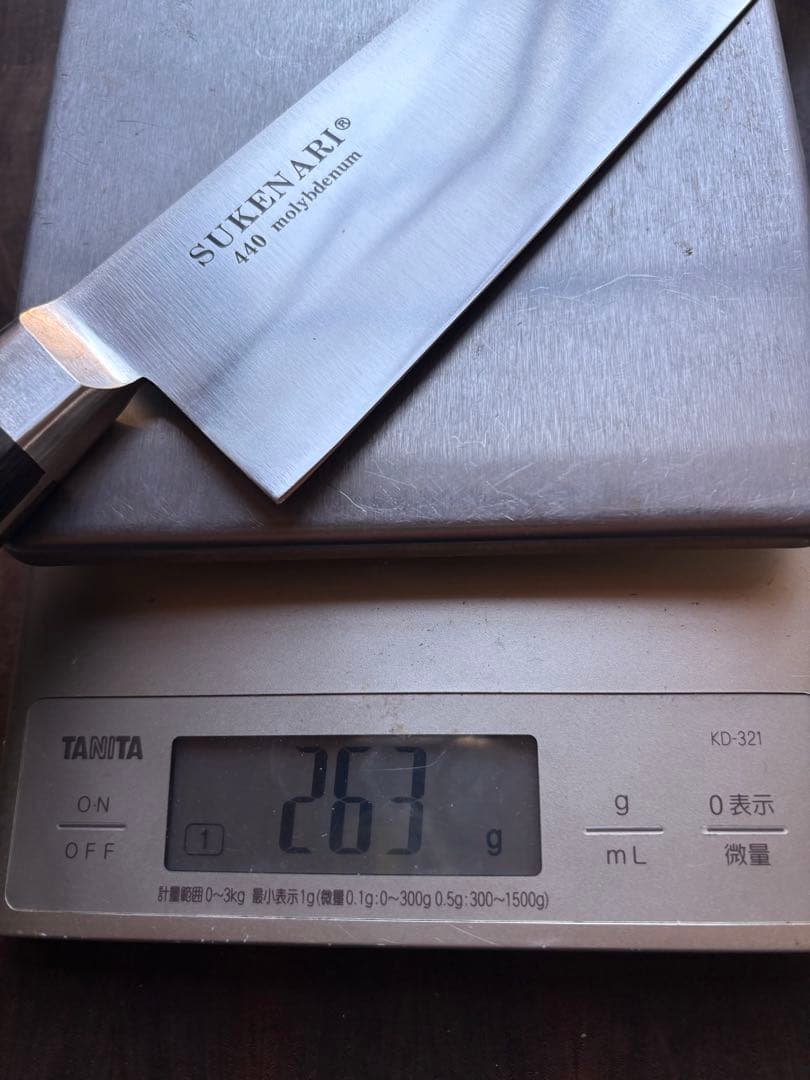 SUKENARI®
440 molybdenum
TANITA
KD-321
O·N
OFF
1
263 g
g
mL
0表示
微量
計量範囲0～3kg 最小表示1g(微量0.1g:0～300g 0.5g:300～1500g)